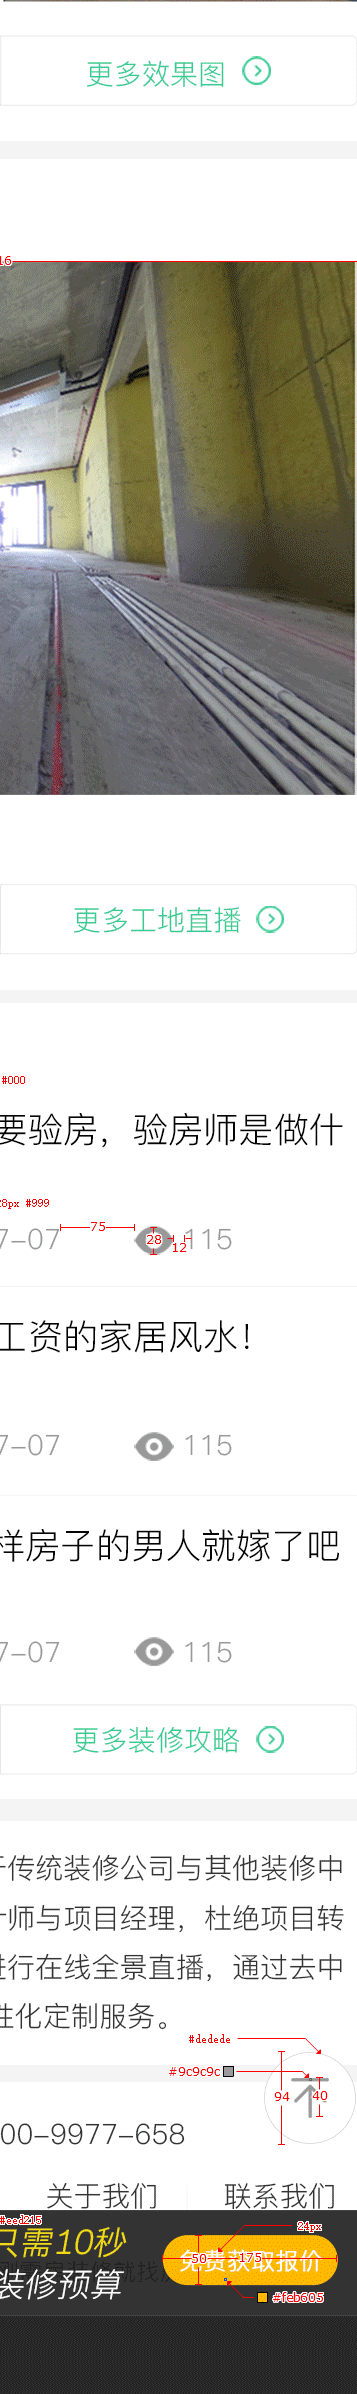 更多效果图
16
更多工地直播
#000
要验房，验房师是做什
28px #999
7-07 75 28 12 115
工资的家居风水！
7-07 115
样房子的男人就嫁了吧
7-07 115
更多装修攻略
于传统装修公司与其他装修中
计师与项目经理，杜绝项目转
进行在线全景直播，通过去中
性化定制服务。
#dedede
#9c9c9c
94 40
00-9977-658
关于我们 联系我们
#eed215
24px
只需10秒
50 175 免费获取报价
装修预算
#feb605